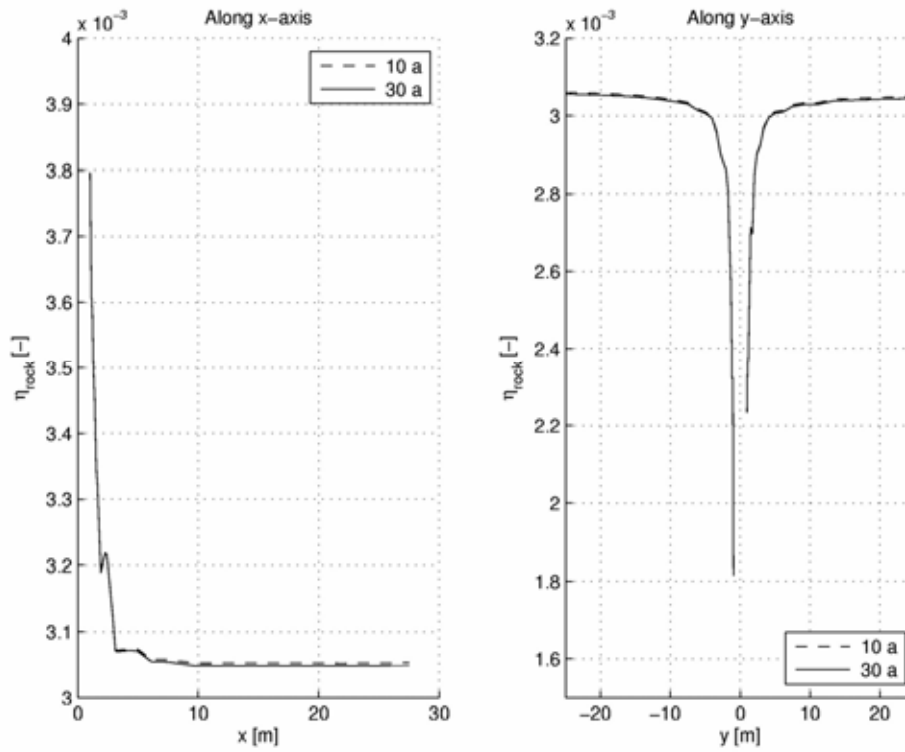 Along x-axis
x 10⁻³
4
3.9
3.8
3.7
3.6
3.5
3.4
3.3
3.2
3.1
3
η_rock [-]
10 a
30 a
0
10
20
30
x [m]
Along y-axis
x 10⁻³
3.2
3
2.8
2.6
2.4
2.2
2
1.8
1.6
η_rock [-]
10 a
30 a
−20
−10
0
10
20
y [m]